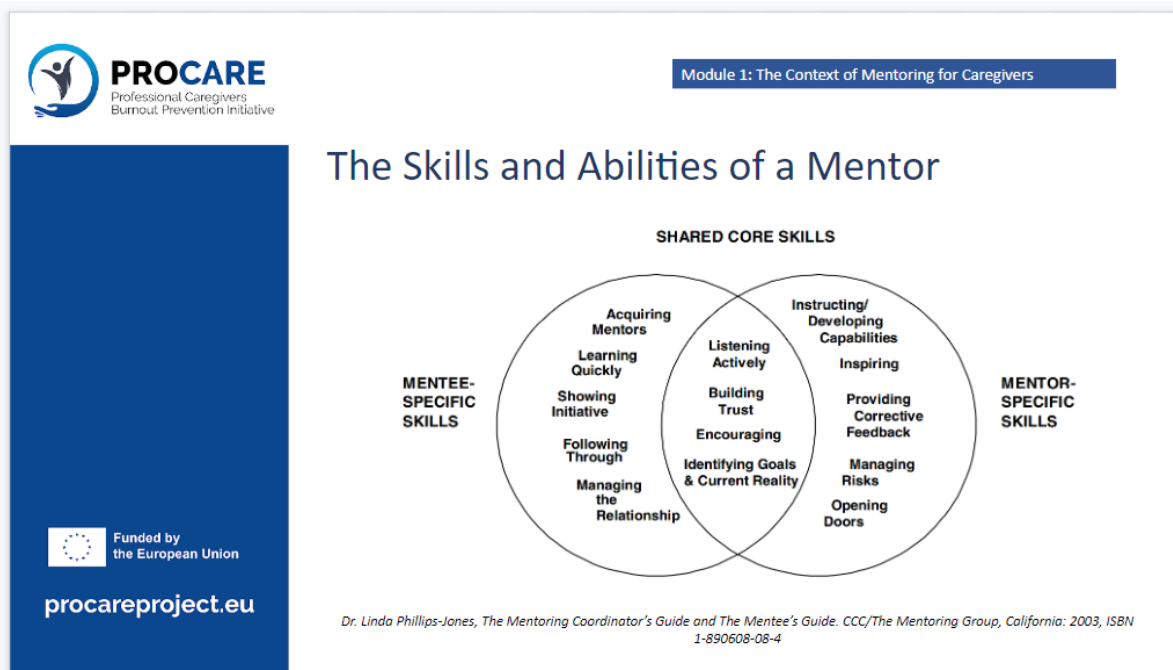 PROCARE
Professional Caregivers
Burnout Prevention Initiative
Module 1: The Context of Mentoring for Caregivers
The Skills and Abilities of a Mentor
SHARED CORE SKILLS
MENTEE-
SPECIFIC
SKILLS
Acquiring
Mentors
Learning
Quickly
Showing
Initiative
Following
Through
Managing
the
Relationship
Listening
Actively
Building
Trust
Encouraging
Identifying Goals
& Current Reality
Instructing/
Developing
Capabilities
Inspiring
Providing
Corrective
Feedback
Managing
Risks
Opening
Doors
MENTOR-
SPECIFIC
SKILLS
Funded by
the European Union
procareproject.eu
Dr. Linda Phillips-Jones, The Mentoring Coordinator's Guide and The Mentee's Guide. CCC/The Mentoring Group, California: 2003, ISBN
1-890608-08-4